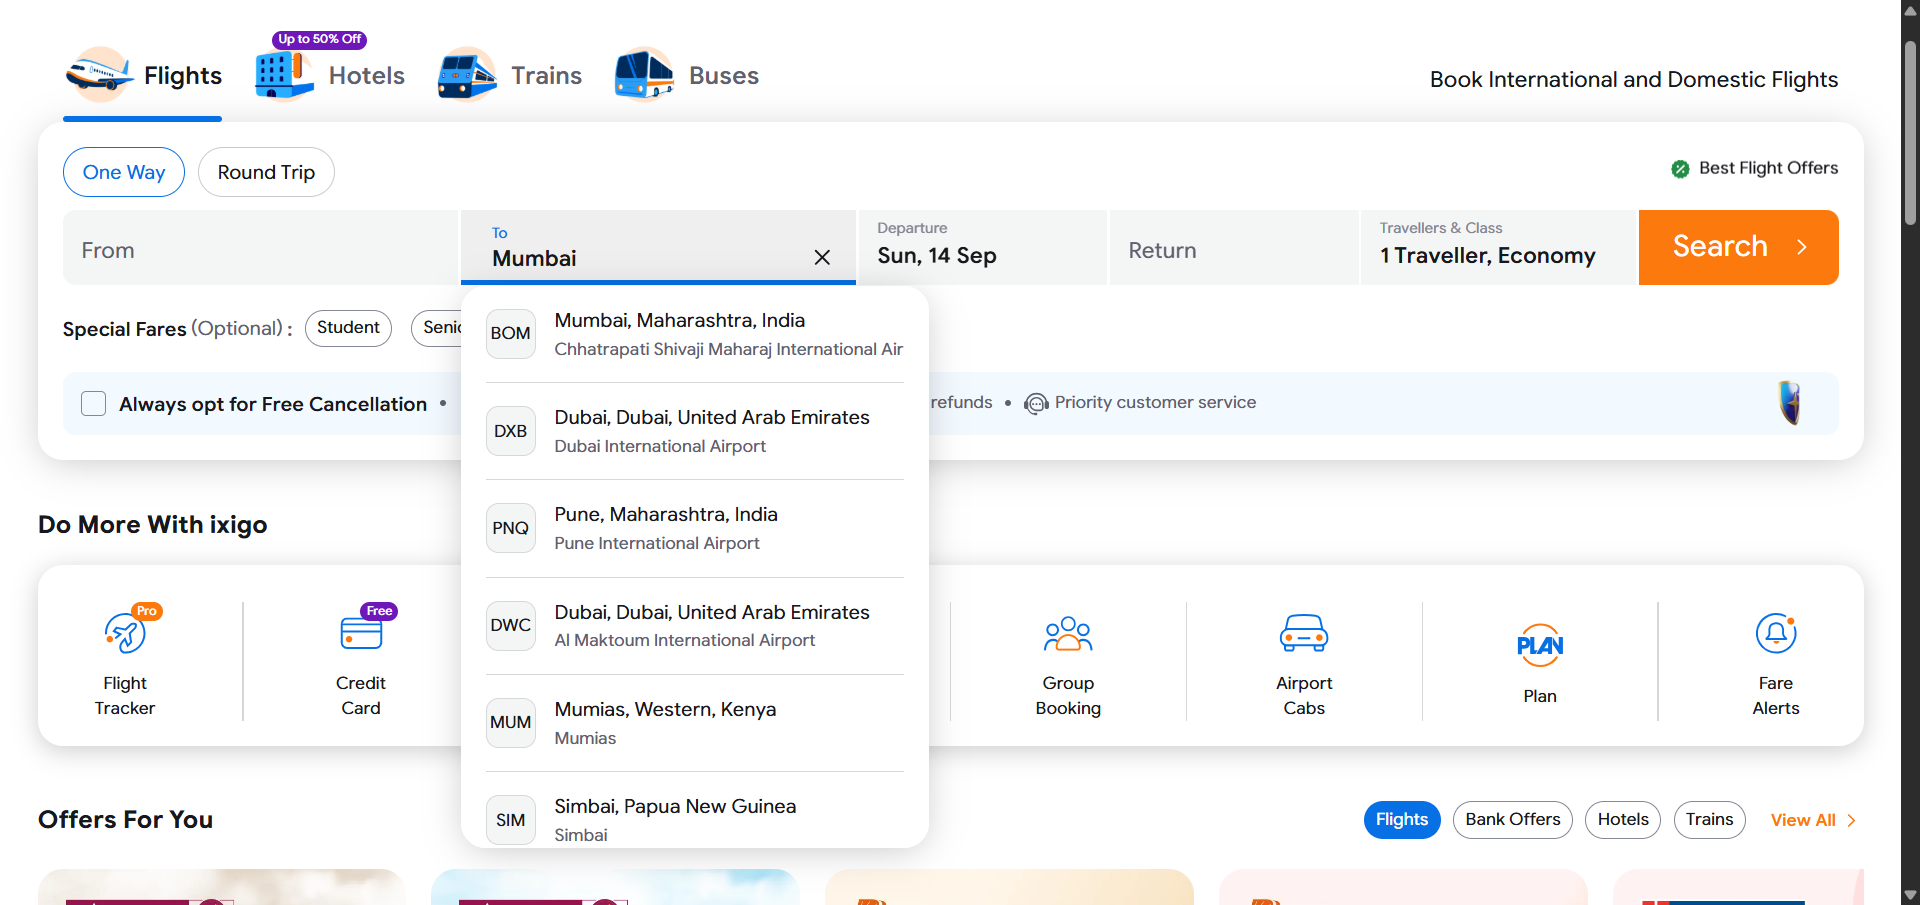 Up to 50% Off
Flights
Hotels
Trains
Buses
Book International and Domestic Flights
One Way
Round Trip
Best Flight Offers
From
To
Mumbai
Departure
Sun, 14 Sep
Return
Travellers & Class
1 Traveller, Economy
Search
Special Fares (Optional) :
Student
Senio
BOM
Mumbai, Maharashtra, India
Chhatrapati Shivaji Maharaj International Air
DXB
Dubai, Dubai, United Arab Emirates
Dubai International Airport
PNQ
Pune, Maharashtra, India
Pune International Airport
DWC
Dubai, Dubai, United Arab Emirates
Al Maktoum International Airport
MUM
Mumias, Western, Kenya
Mumias
SIM
Simbai, Papua New Guinea
Simbai
Always opt for Free Cancellation •
refunds • Priority customer service
Do More With ixigo
Pro
Flight
Tracker
Free
Credit
Card
Group
Booking
Airport
Cabs
PLAN
Plan
Fare
Alerts
Offers For You
Flights
Bank Offers
Hotels
Trains
View All